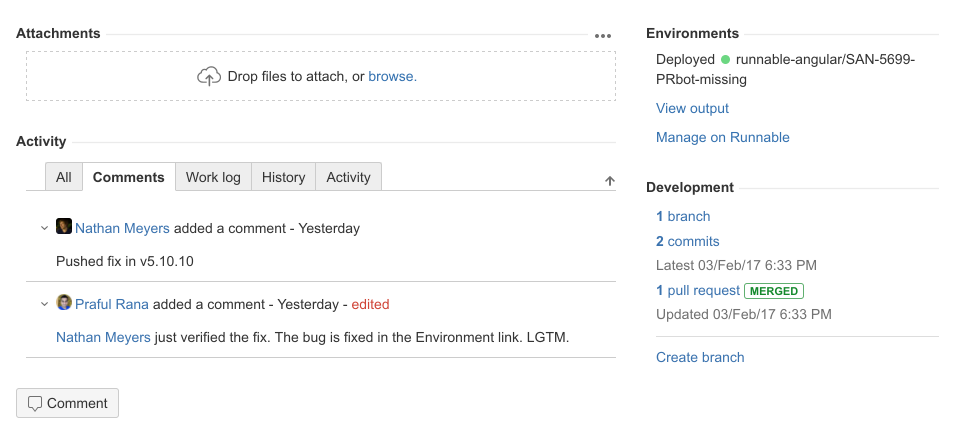 Attachments
Drop files to attach, or browse.
Activity
All Comments Work log History Activity
Nathan Meyers added a comment - Yesterday
Pushed fix in v5.10.10
Praful Rana added a comment - Yesterday - edited
Nathan Meyers just verified the fix. The bug is fixed in the Environment link. LGTM.
Comment
Environments
Deployed runnable-angular/SAN-5699-
PRbot-missing
View output
Manage on Runnable
Development
1 branch
2 commits
Latest 03/Feb/17 6:33 PM
1 pull request MERGED
Updated 03/Feb/17 6:33 PM
Create branch